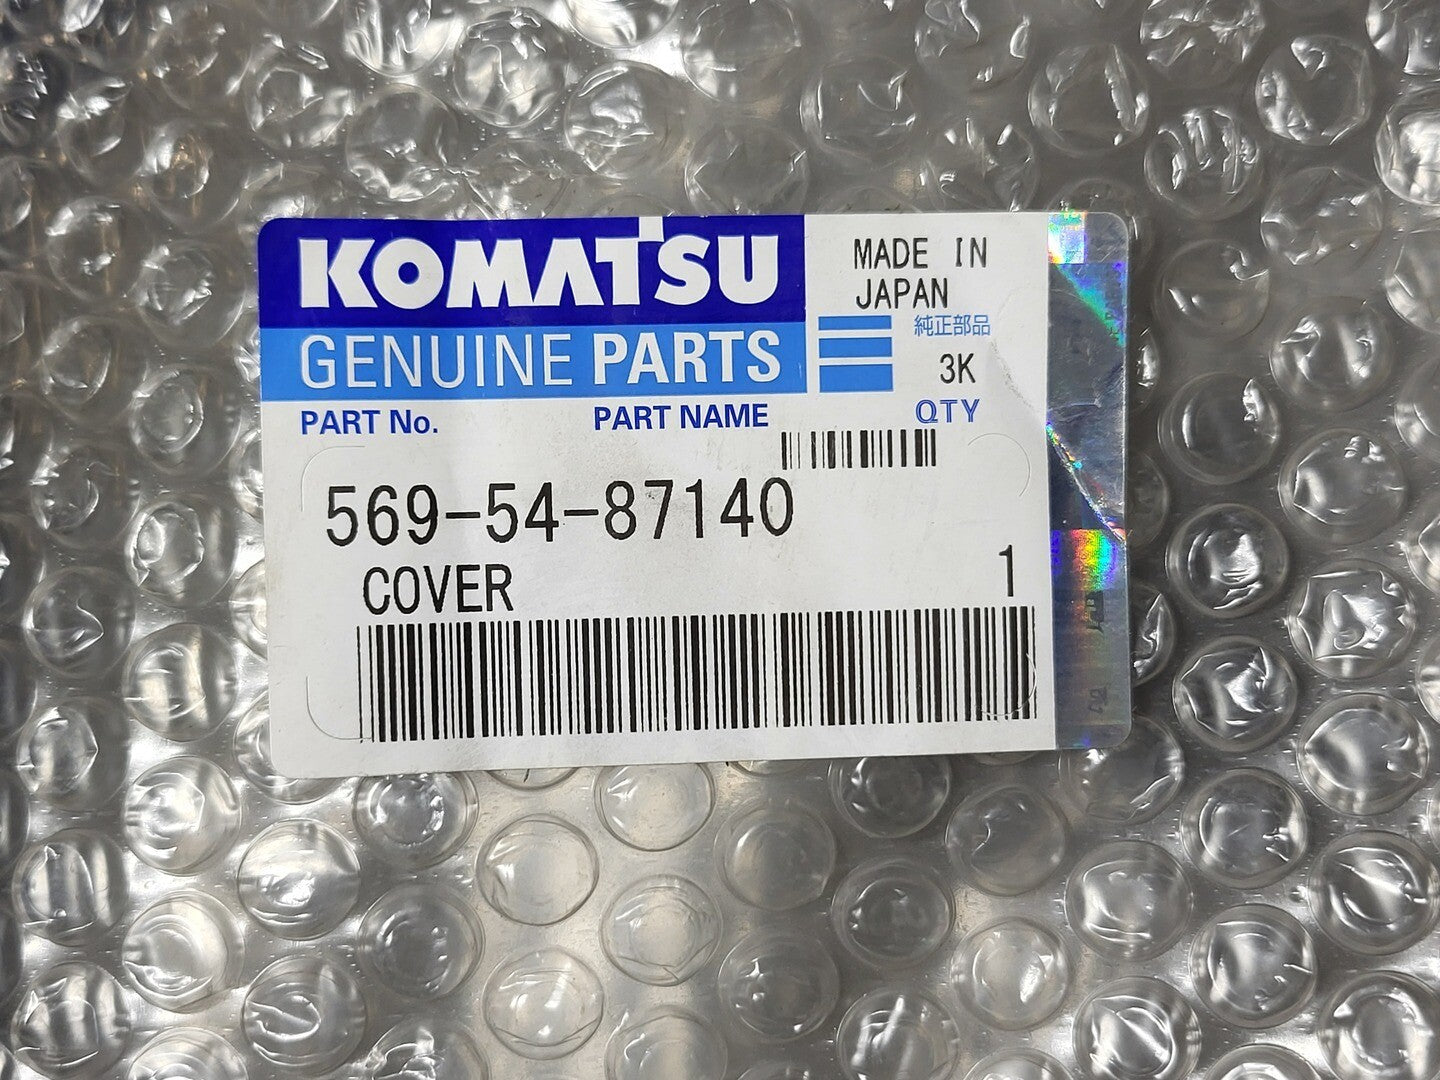 KOMATSU
GENUINE PARTS
MADE IN
JAPAN
純正部品
3K
PART No.
PART NAME
QTY
569-54-87140
COVER
1